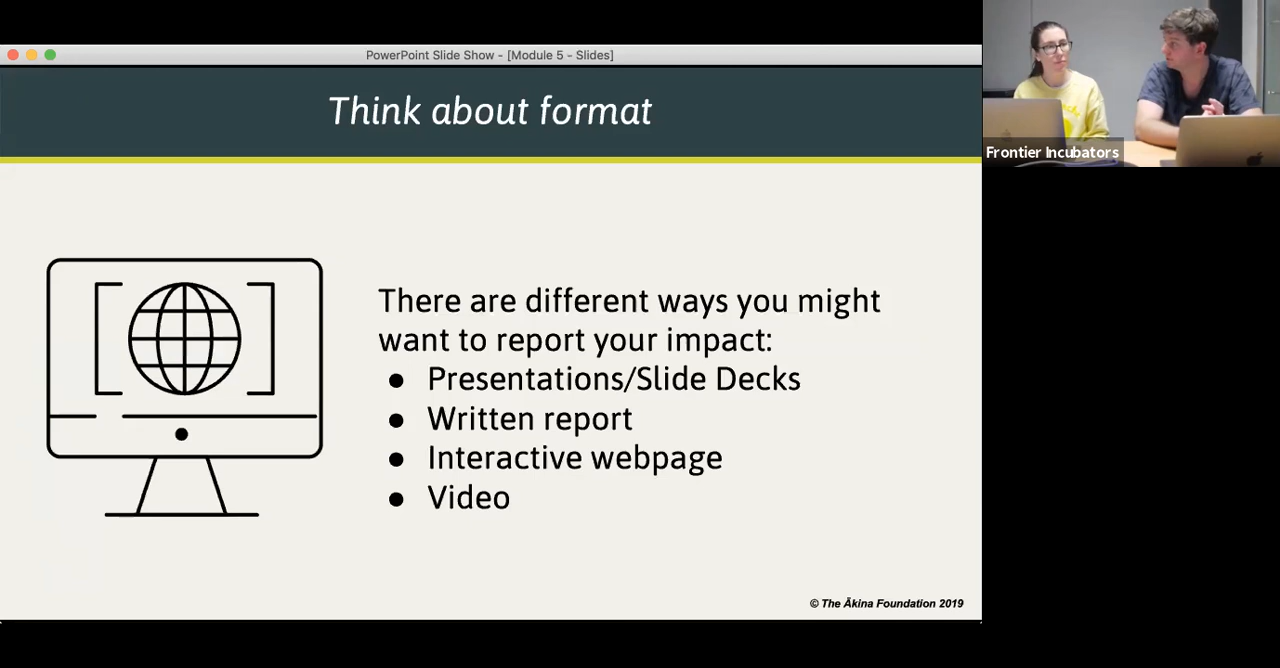 PowerPoint Slide Show - [Module 5 - Slides]
Think about format
There are different ways you might
want to report your impact:
● Presentations/Slide Decks
● Written report
● Interactive webpage
● Video
© The Ākina Foundation 2019
Frontier Incubators